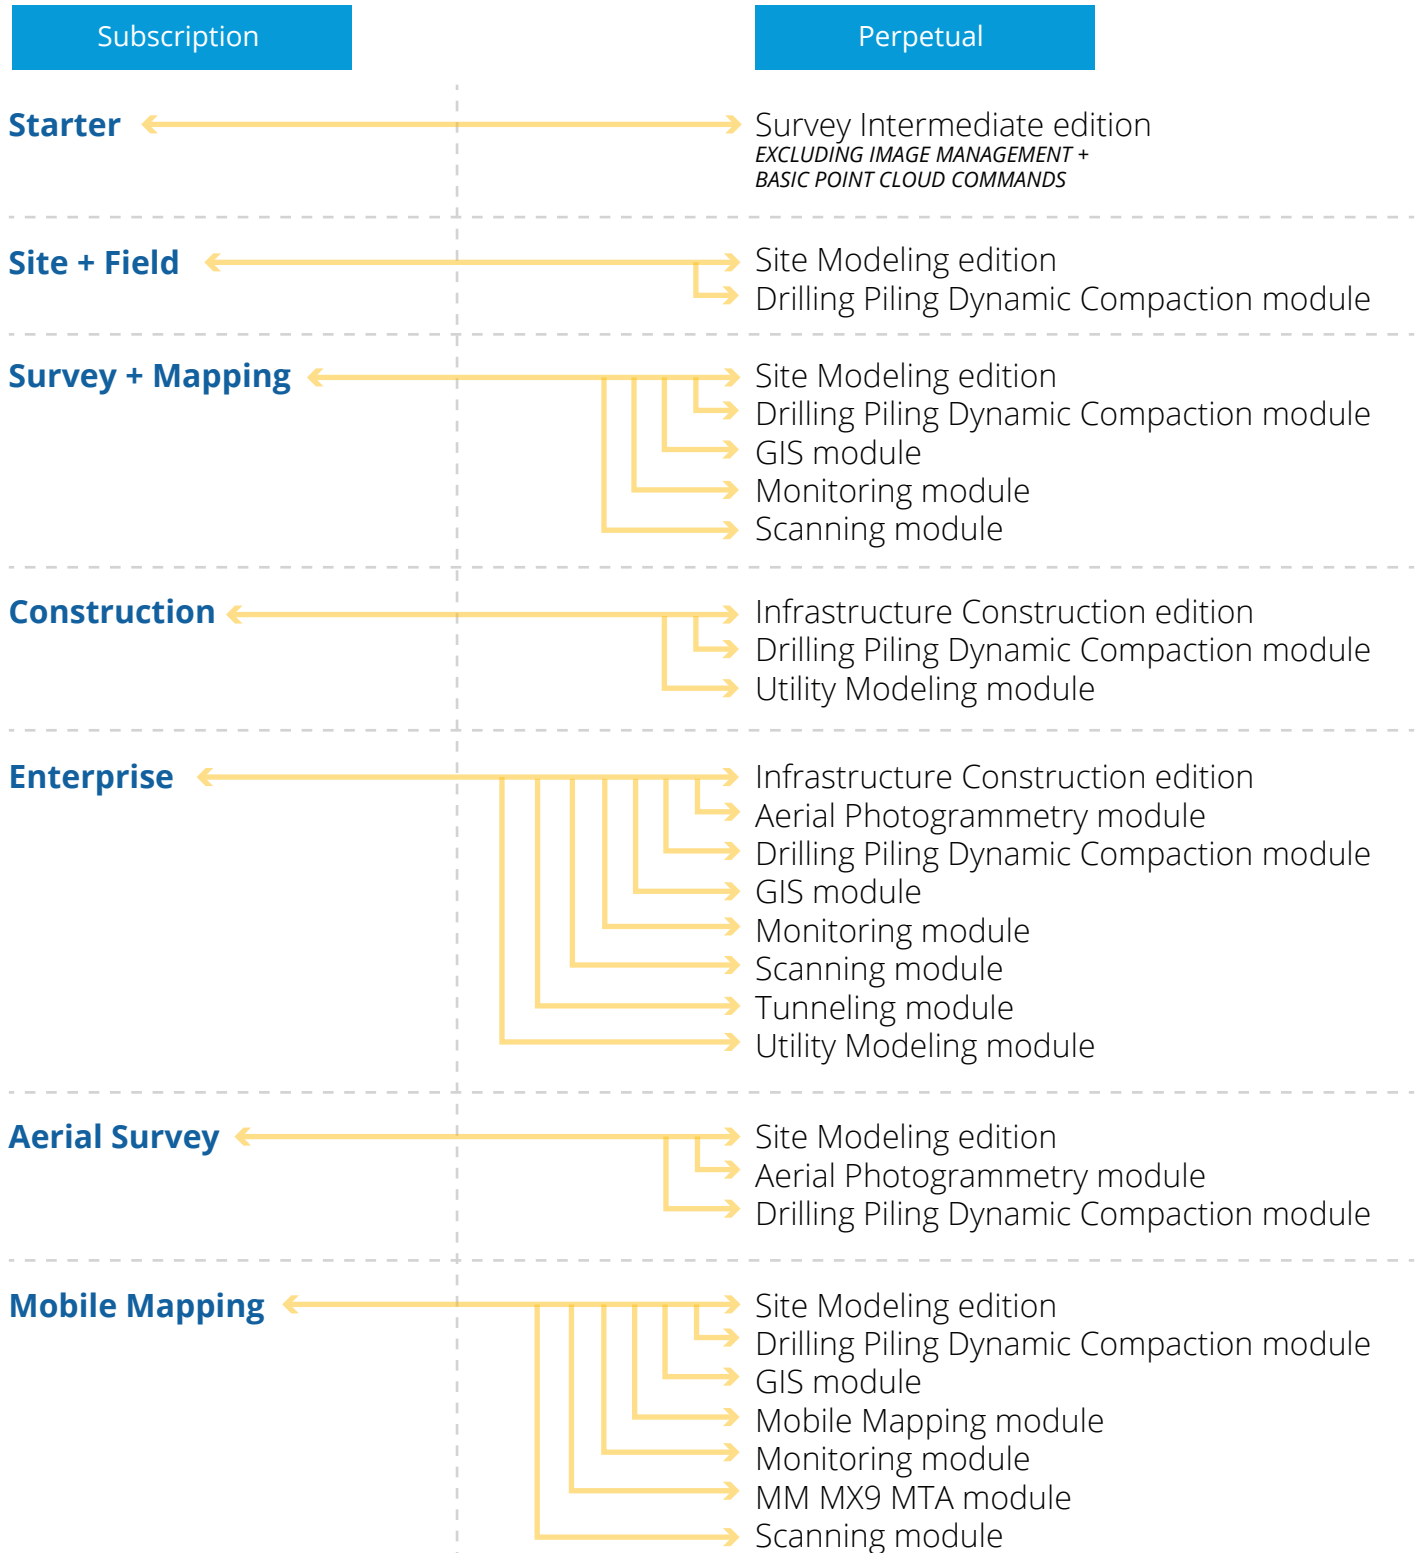 Subscription
Perpetual
Starter
Survey Intermediate edition
EXCLUDING IMAGE MANAGEMENT +
BASIC POINT CLOUD COMMANDS
Site + Field
Site Modeling edition
Drilling Piling Dynamic Compaction module
Survey + Mapping
Site Modeling edition
Drilling Piling Dynamic Compaction module
GIS module
Monitoring module
Scanning module
Construction
Infrastructure Construction edition
Drilling Piling Dynamic Compaction module
Utility Modeling module
Enterprise
Infrastructure Construction edition
Aerial Photogrammetry module
Drilling Piling Dynamic Compaction module
GIS module
Monitoring module
Scanning module
Tunneling module
Utility Modeling module
Aerial Survey
Site Modeling edition
Aerial Photogrammetry module
Drilling Piling Dynamic Compaction module
Mobile Mapping
Site Modeling edition
Drilling Piling Dynamic Compaction module
GIS module
Mobile Mapping module
Monitoring module
MM MX9 MTA module
Scanning module